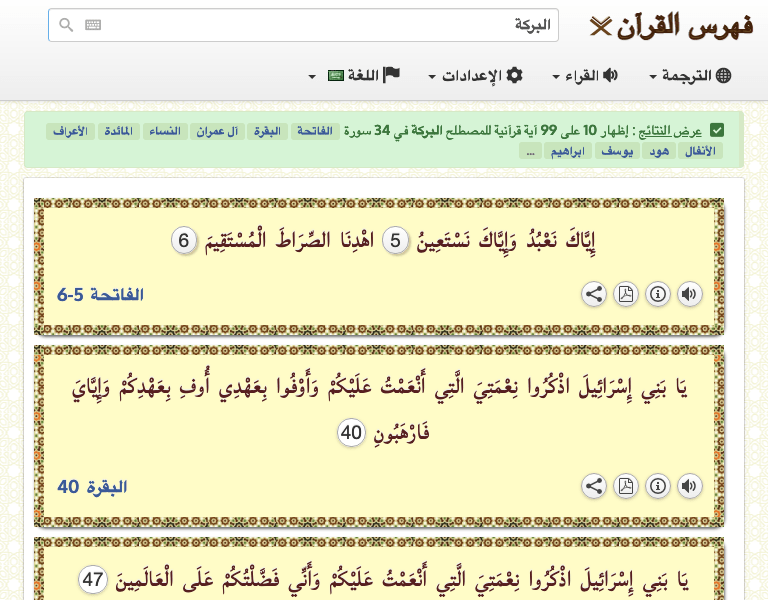 فهرس القرآن
البركة
الترجمة القراء الإعدادات اللغة
عرض النتائج : إظهار 10 على 99 آية قرآنية للمصطلح البركة في 34 سورة الفاتحة البقرة آل عمران النساء المائدة الأعراف
الأنفال هود يوسف ابراهيم ...
إِيَّاكَ نَعْبُدُ وَإِيَّاكَ نَسْتَعِينُ 5 اهْدِنَا الصِّرَاطَ الْمُسْتَقِيمَ 6
الفاتحة 5-6
يَا بَنِي إِسْرَائِيلَ اذْكُرُوا نِعْمَتِيَ الَّتِي أَنْعَمْتُ عَلَيْكُمْ وَأَوْفُوا بِعَهْدِي أُوفِ بِعَهْدِكُمْ وَإِيَّايَ
فَارْهَبُونِ 40
البقرة 40
يَا بَنِي إِسْرَائِيلَ اذْكُرُوا نِعْمَتِيَ الَّتِي أَنْعَمْتُ عَلَيْكُمْ وَأَنِّي فَضَّلْتُكُمْ عَلَى الْعَالَمِينَ 47